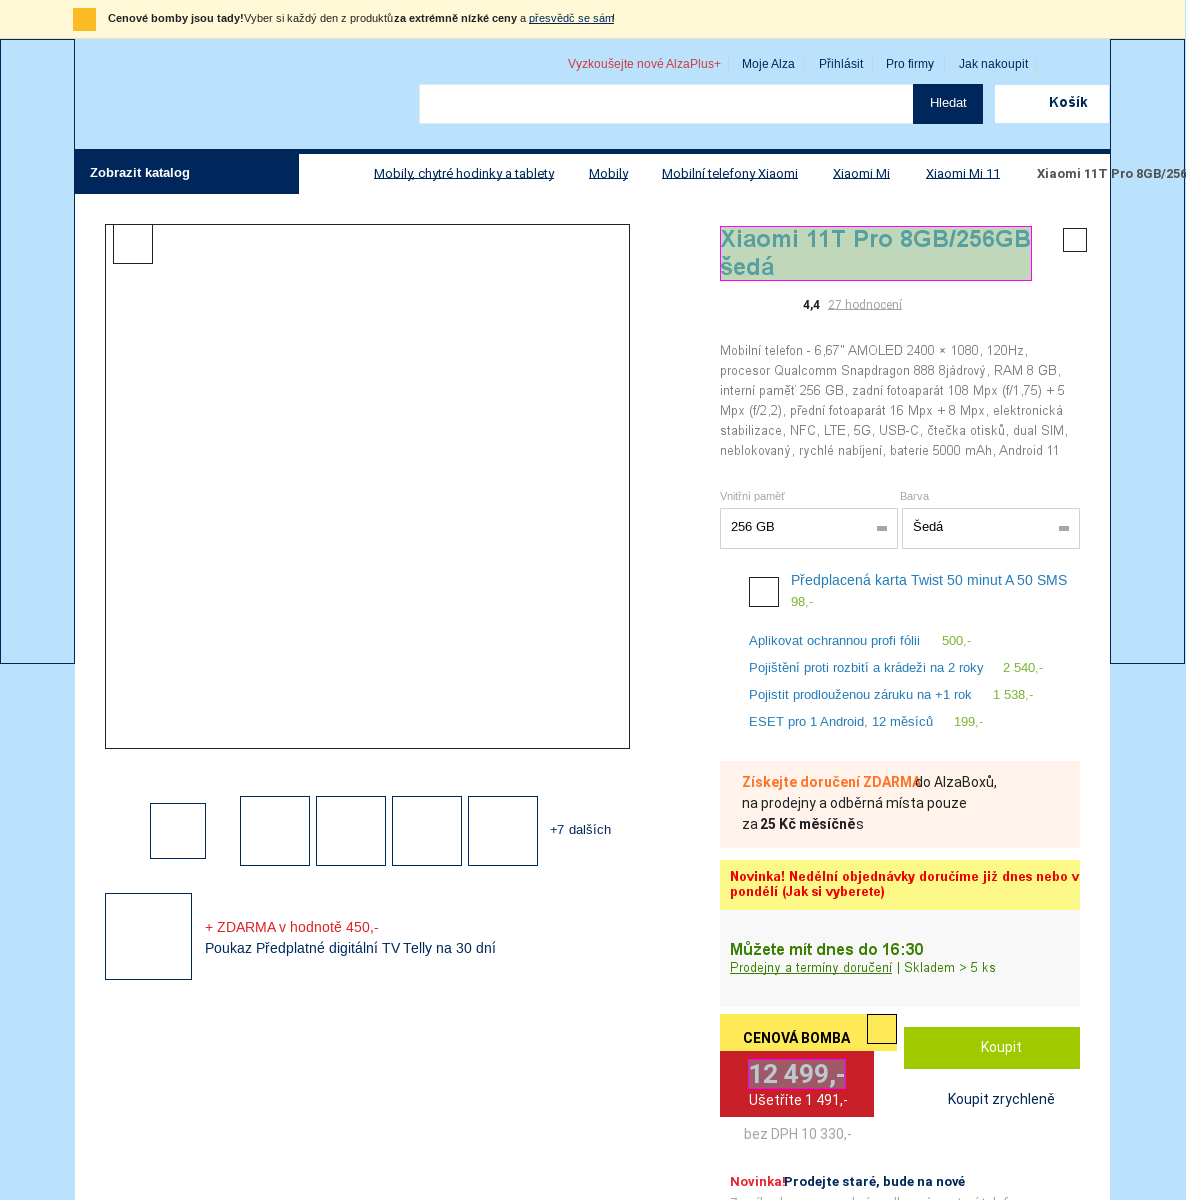 Cenové bomby jsou tady! Vyber si každý den z produktů za extrémně nízké ceny a přesvědč se sám!
Vyzkoušejte nové AlzaPlus+ Moje Alza Přihlásit Pro firmy Jak nakoupit
Hledat Košík
Zobrazit katalog Mobily, chytré hodinky a tablety Mobily Mobilní telefony Xiaomi Xiaomi Mi Xiaomi Mi 11 Xiaomi 11T Pro 8GB/256
Xiaomi 11T Pro 8GB/256GB
šedá
4,4 27 hodnocení
Mobilní telefon - 6,67" AMOLED 2400 × 1080, 120Hz,
procesor Qualcomm Snapdragon 888 8jádrový, RAM 8 GB,
interní paměť 256 GB, zadní fotoaparát 108 Mpx (f/1,75) + 5
Mpx (f/2,2), přední fotoaparát 16 Mpx + 8 Mpx, elektronická
stabilizace, NFC, LTE, 5G, USB-C, čtečka otisků, dual SIM,
neblokovaný, rychlé nabíjení, baterie 5000 mAh, Android 11
Vnitřní paměť Barva
256 GB Šedá
Předplacená karta Twist 50 minut A 50 SMS
98,-
Aplikovat ochrannou profi fólii 500,-
Pojištění proti rozbití a krádeži na 2 roky 2 540,-
Pojistit prodlouženou záruku na +1 rok 1 538,-
ESET pro 1 Android, 12 měsíců 199,-
Získejte doručení ZDARMA do AlzaBoxů,
na prodejny a odběrná místa pouze
za 25 Kč měsíčně s
+7 dalších
Novinka! Nedělní objednávky doručíme již dnes nebo v
pondělí (Jak si vyberete)
+ ZDARMA v hodnotě 450,-
Poukaz Předplatné digitální TV Telly na 30 dní
Můžete mít dnes do 16:30
Prodejny a termíny doručení | Skladem > 5 ks
CENOVÁ BOMBA
12 499,-
Ušetříte 1 491,-
bez DPH 10 330,-
Koupit
Koupit zrychleně
Novinka! Prodejte staré, bude na nové